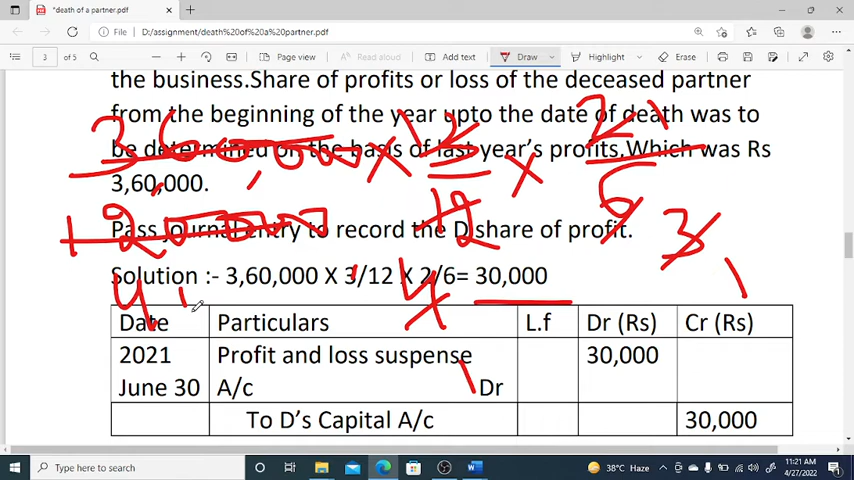 *death of a partner.pdf
File D:/assignment/death%20of%20a%20partner.pdf
3 of 5 Page view Read aloud Add text Draw Highlight Erase
the business.Share of profits or loss of the deceased partner
from the beginning of the year upto the date of death was to
be determined on the basis of last year's profits.Which was Rs
3,60,000.
Pass journal entry to record the D share of profit.
Solution :- 3,60,000 X 3/12 X 2/6= 30,000
Date Particulars L.f Dr (Rs) Cr (Rs)
2021 Profit and loss suspense 30,000
June 30 A/c Dr
To D's Capital A/c 30,000
Type here to search 38°C Haze 11:21 AM
4/27/2022